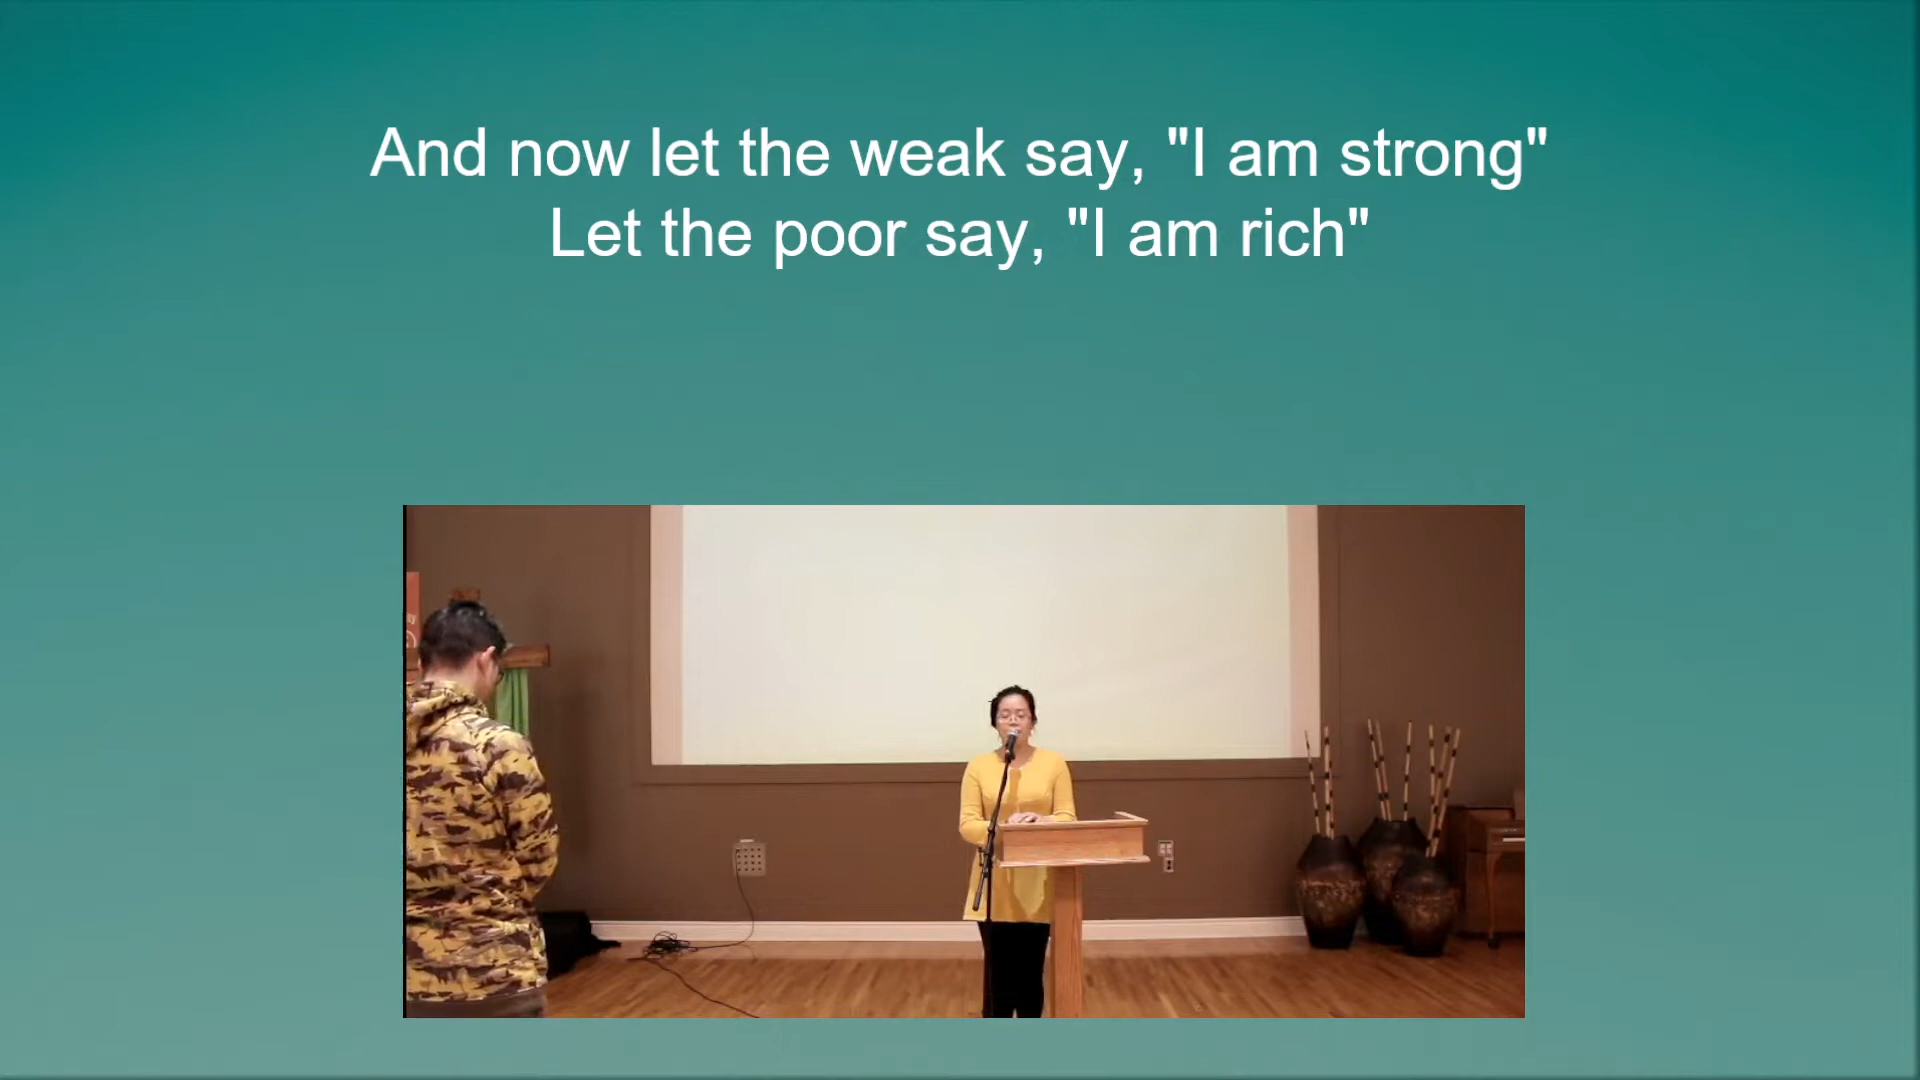 And now let the weak say, "I am strong"
Let the poor say, "I am rich"